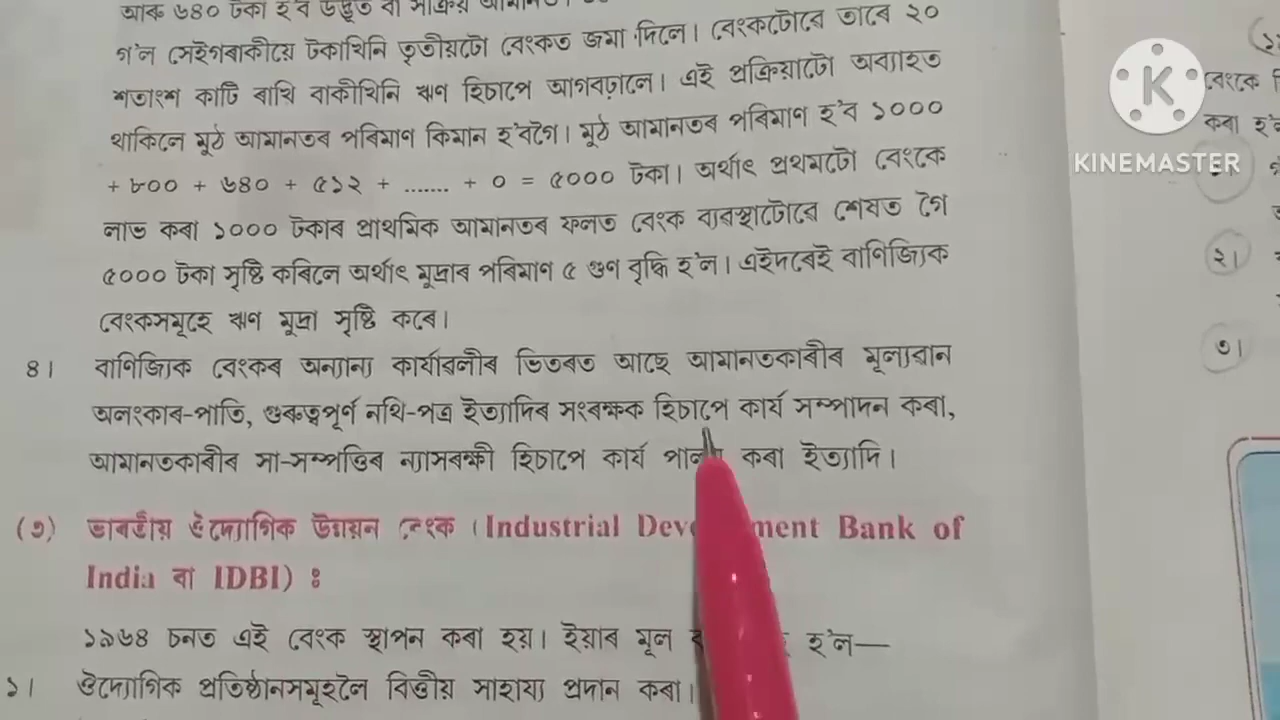 আৰু ৬৪০ টকা হ'ব উদ্বৃত্ত বা সক্ৰিয় আমানত।
গ'ল সেইগৰাকীয়ে টকাখিনি তৃতীয়টো বেংকত জমা দিলে। বেংকটোৱে তাৰে ২০
শতাংশ কাটি ৰাখি বাকীখিনি ঋণ হিচাপে আগবঢ়ালে। এই প্ৰক্ৰিয়াটো অব্যাহত
থাকিলে মুঠ আমানতৰ পৰিমাণ কিমান হ'বগৈ। মুঠ আমানতৰ পৰিমাণ হ'ব ১০০০
+ ৮০০ + ৬৪০ + ৫১২ + ....... + ০ = ৫০০০ টকা। অৰ্থাৎ প্ৰথমটো বেংকে
লাভ কৰা ১০০০ টকাৰ প্ৰাথমিক আমানতৰ ফলত বেংক ব্যৱস্থাটোৱে শেষত গৈ
৫০০০ টকা সৃষ্টি কৰিলে অৰ্থাৎ মুদ্ৰাৰ পৰিমাণ ৫ গুণ বৃদ্ধি হ'ল। এইদৰেই বাণিজ্যিক
বেংকসমূহে ঋণ মুদ্ৰা সৃষ্টি কৰে।
৪। বাণিজ্যিক বেংকৰ অন্যান্য কাৰ্যাৱলীৰ ভিতৰত আছে আমানতকাৰীৰ মূল্যৱান
অলংকাৰ-পাতি, গুৰুত্বপূৰ্ণ নথি-পত্ৰ ইত্যাদিৰ সংৰক্ষক হিচাপে কাৰ্য সম্পাদন কৰা,
আমানতকাৰীৰ সা-সম্পত্তিৰ ন্যাসৰক্ষী হিচাপে কাৰ্য কৰা ইত্যাদি।
(৩) ভাৰতীয় ঔদ্যোগিক উন্নয়ন বেংক (Industrial Bank of
India বা IDBI) ঃ
১৯৬৪ চনত এই বেংক স্থাপন কৰা হয়। ইয়াৰ মূল হ'ল—
১। ঔদ্যোগিক প্ৰতিষ্ঠানসমূহলৈ বিত্তীয় সাহায্য প্ৰদান কৰা।
বেংকে
কৰা হ'
২।
৩।
KINEMASTER